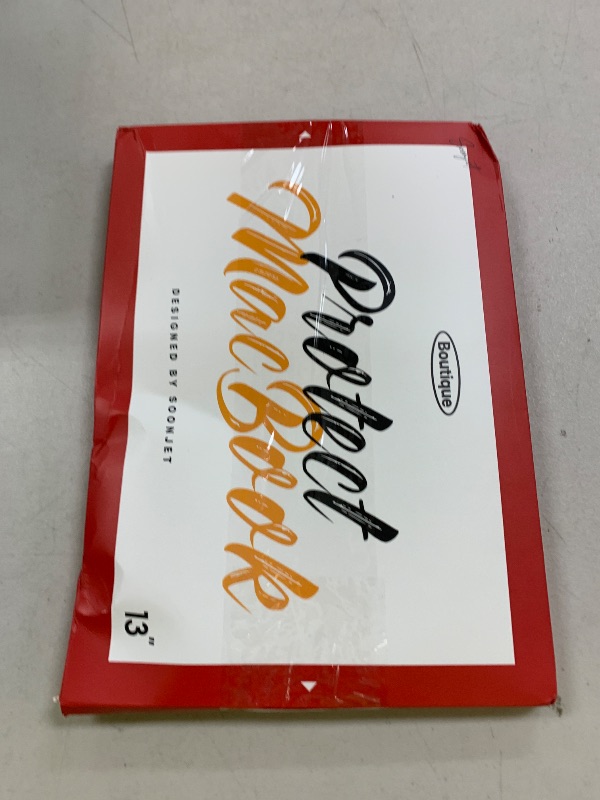 Boutique
Protect
MacBook
DESIGNED BY SOONJET
13"